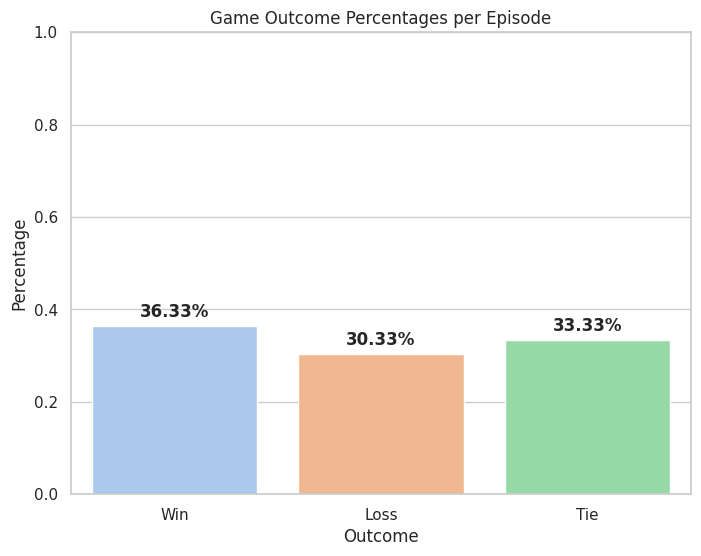 Game Outcome Percentages per Episode
1.0
0.8
0.6
0.4
0.2
0.0
Percentage
36.33%
30.33%
33.33%
Win
Loss
Tie
Outcome